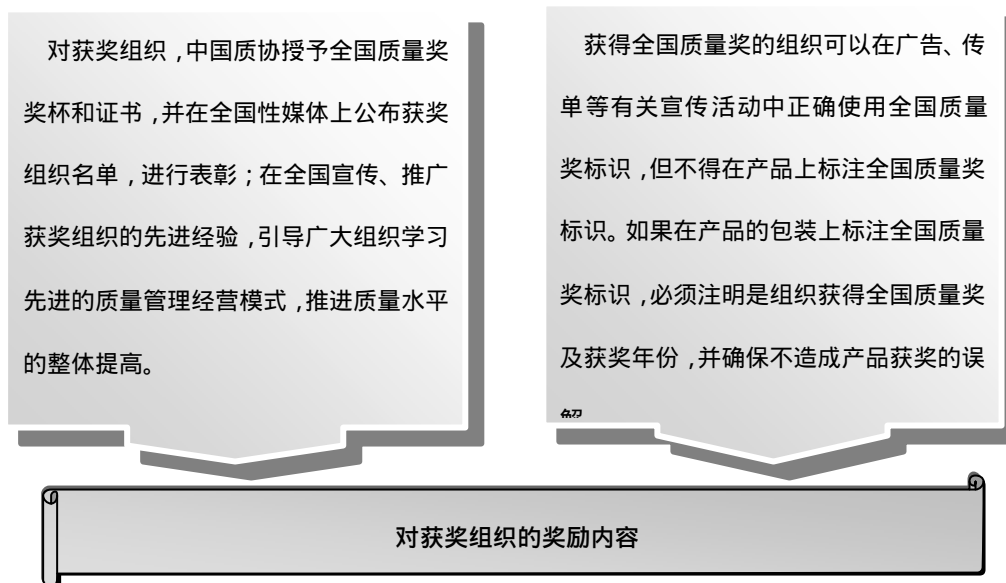 对获奖组织，中国质协授予全国质量奖
奖杯和证书，并在全国性媒体上公布获奖
组织名单，进行表彰；在全国宣传、推广
获奖组织的先进经验，引导广大组织学习
先进的质量管理经营模式，推进质量水平
的整体提高。
获得全国质量奖的组织可以在广告、传
单等有关宣传活动中正确使用全国质量
奖标识，但不得在产品上标注全国质量奖
标识。如果在产品的包装上标注全国质量
奖标识，必须注明是组织获得全国质量奖
及获奖年份，并确保不造成产品获奖的误
解
对获奖组织的奖励内容